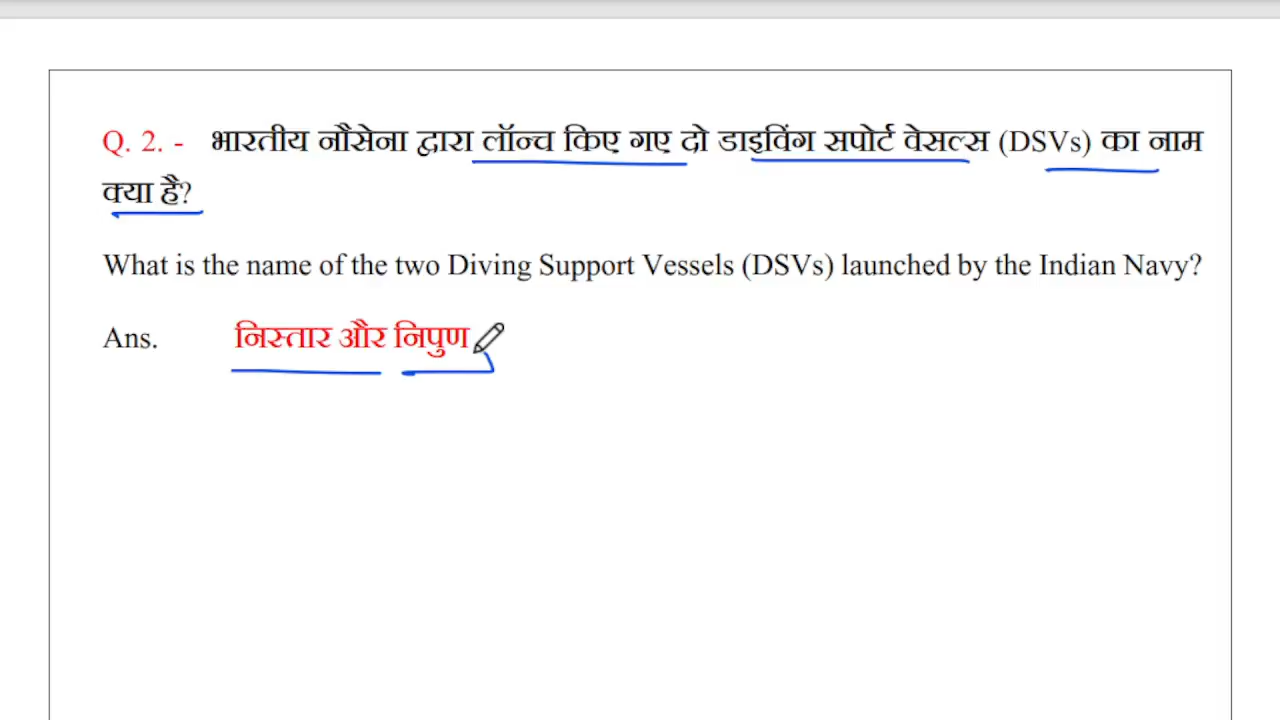 Q. 2. - भारतीय नौसेना द्वारा लॉन्च किए गए दो डाइविंग सपोर्ट वेसल्स (DSVs) का नाम
क्या है?
What is the name of the two Diving Support Vessels (DSVs) launched by the Indian Navy?
Ans. निस्तार और निपुण